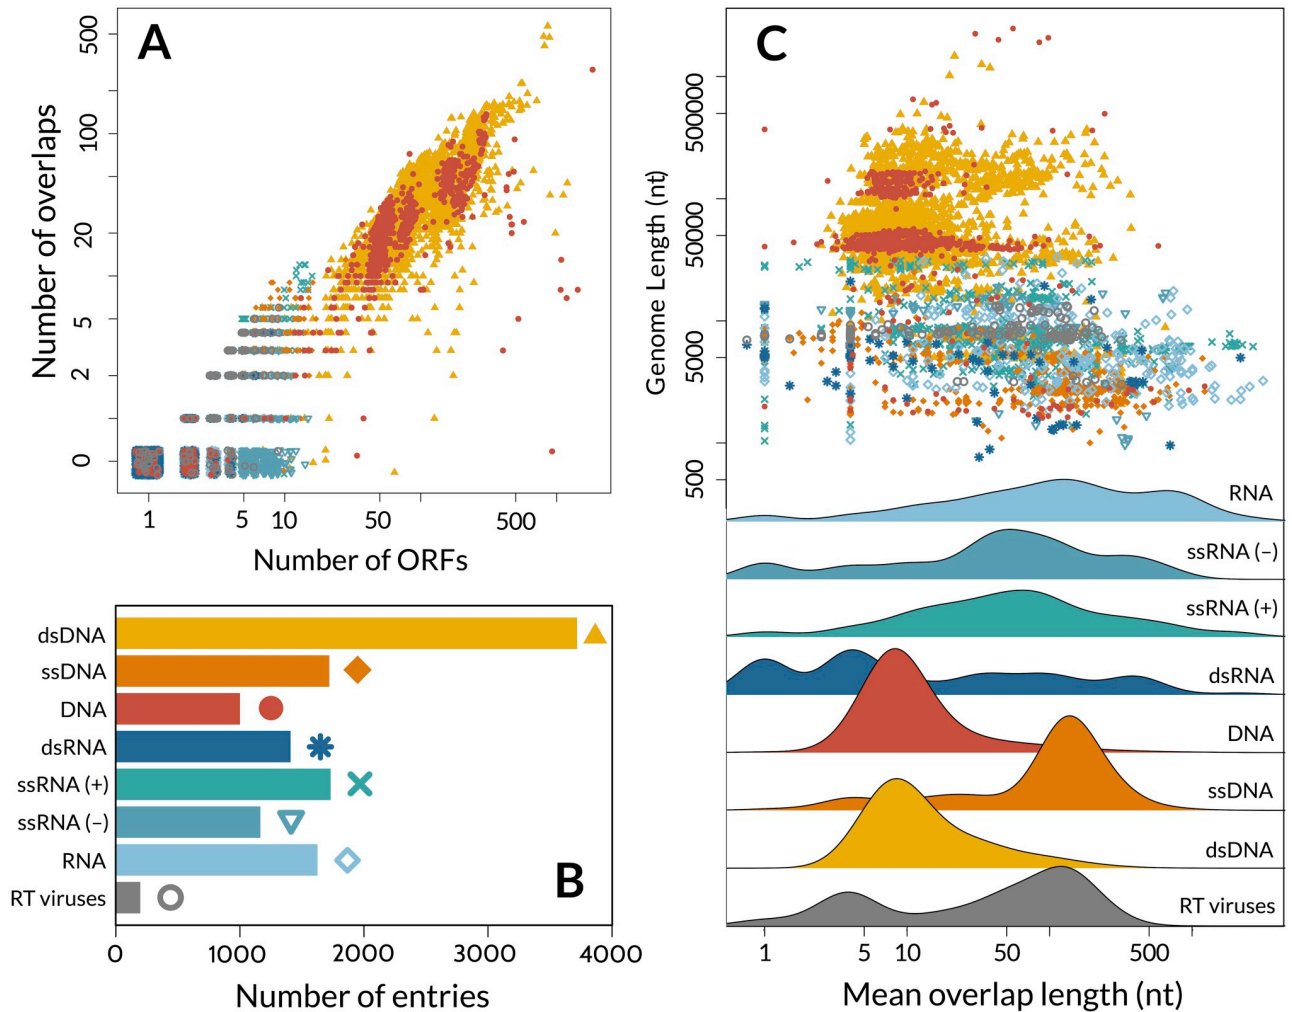 A
Number of overlaps
500
100
20
5
2
0
1
5
10
50
500
Number of ORFs
dsDNA
ssDNA
DNA
dsRNA
ssRNA (+)
ssRNA (–)
RNA
RT viruses
B
0
1000
2000
3000
4000
Number of entries
C
Genome Length (nt)
500000
50000
5000
500
RNA
ssRNA (–)
ssRNA (+)
dsRNA
DNA
ssDNA
dsDNA
RT viruses
1
5
10
50
500
Mean overlap length (nt)